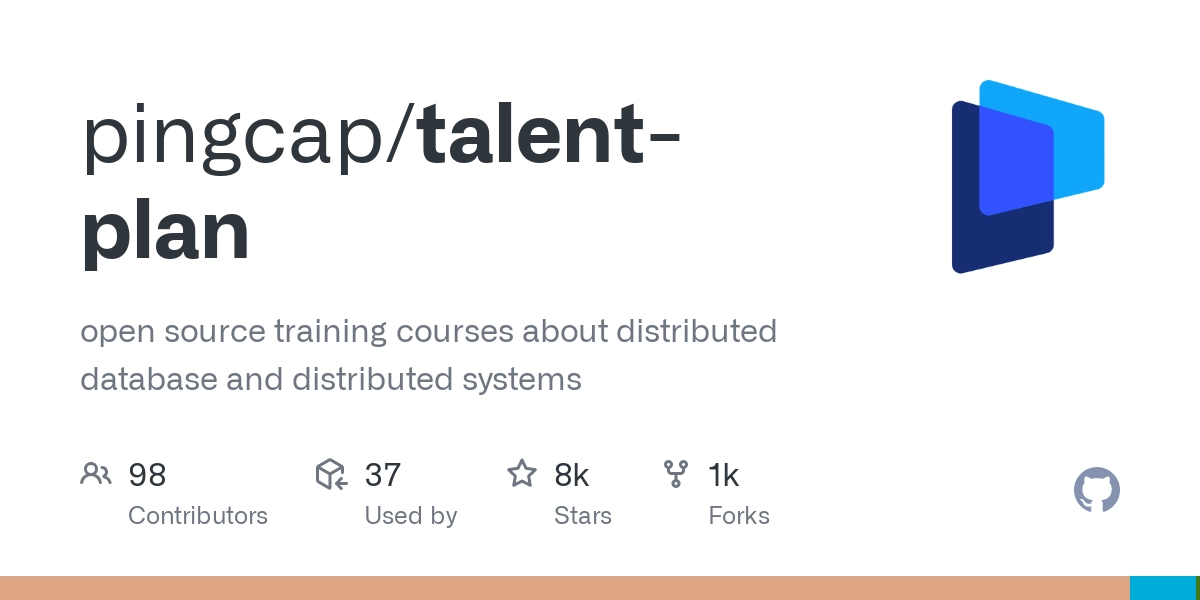 pingcap/talent-
plan
open source training courses about distributed
database and distributed systems
98 37 8k 1k
Contributors Used by Stars Forks